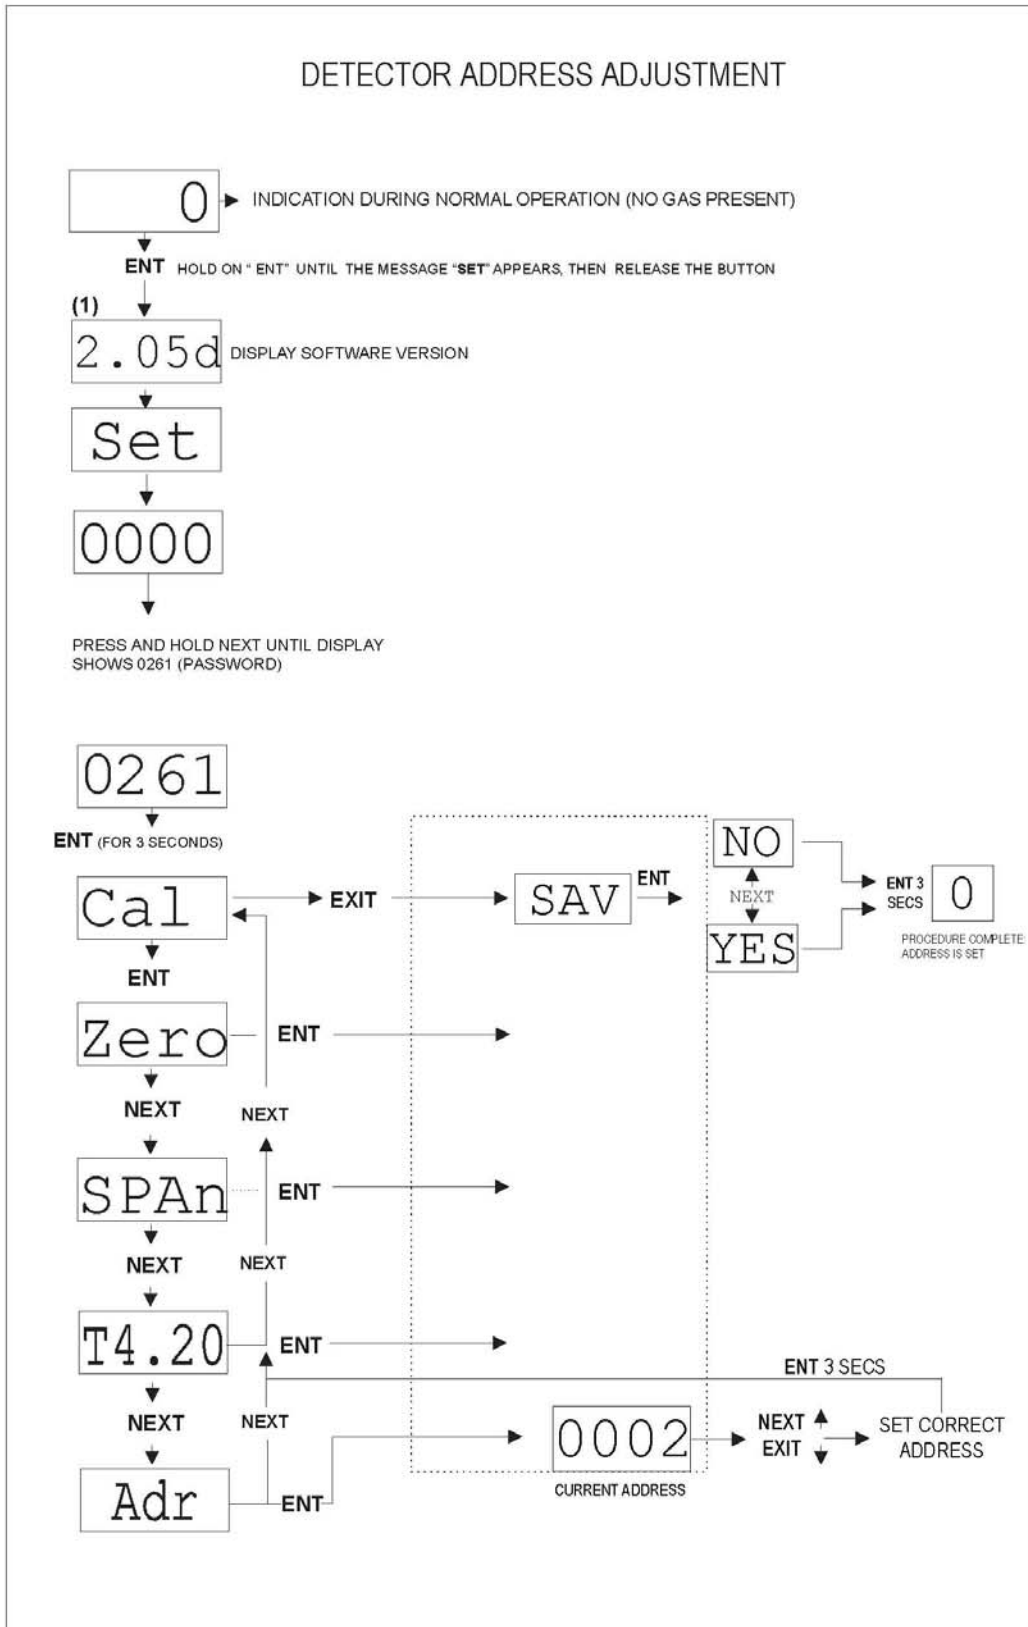 DETECTOR ADDRESS ADJUSTMENT
0
INDICATION DURING NORMAL OPERATION (NO GAS PRESENT)
ENT HOLD ON " ENT" UNTIL THE MESSAGE "SET" APPEARS, THEN RELEASE THE BUTTON
(1)
2.05d DISPLAY SOFTWARE VERSION
Set
0000
PRESS AND HOLD NEXT UNTIL DISPLAY
SHOWS 0261 (PASSWORD)
0261
ENT (FOR 3 SECONDS)
Cal
EXIT
SAV
ENT
NO
NEXT
YES
ENT 3
SECS
0
PROCEDURE COMPLETE:
ADDRESS IS SET
ENT
Zero
ENT
NEXT
NEXT
SPAn
ENT
NEXT
NEXT
T4.20
ENT
ENT 3 SECS
NEXT
NEXT
0002
NEXT
EXIT
SET CORRECT
ADDRESS
CURRENT ADDRESS
Adr
ENT